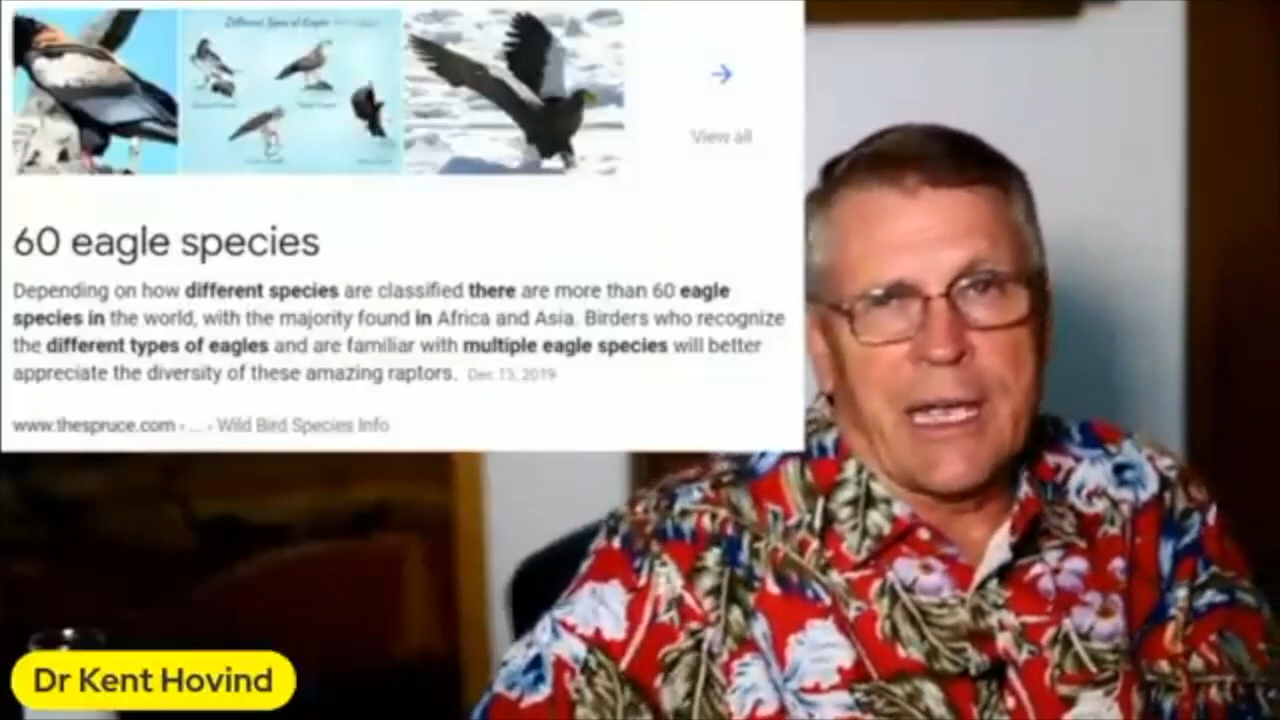 Different Types of Eagles
View all
60 eagle species
Depending on how different species are classified there are more than 60 eagle
species in the world, with the majority found in Africa and Asia. Birders who recognize
the different types of eagles and are familiar with multiple eagle species will better
appreciate the diversity of these amazing raptors. Dec 13, 2019
www.thespruce.com › ... › Wild Bird Species Info
Dr Kent Hovind